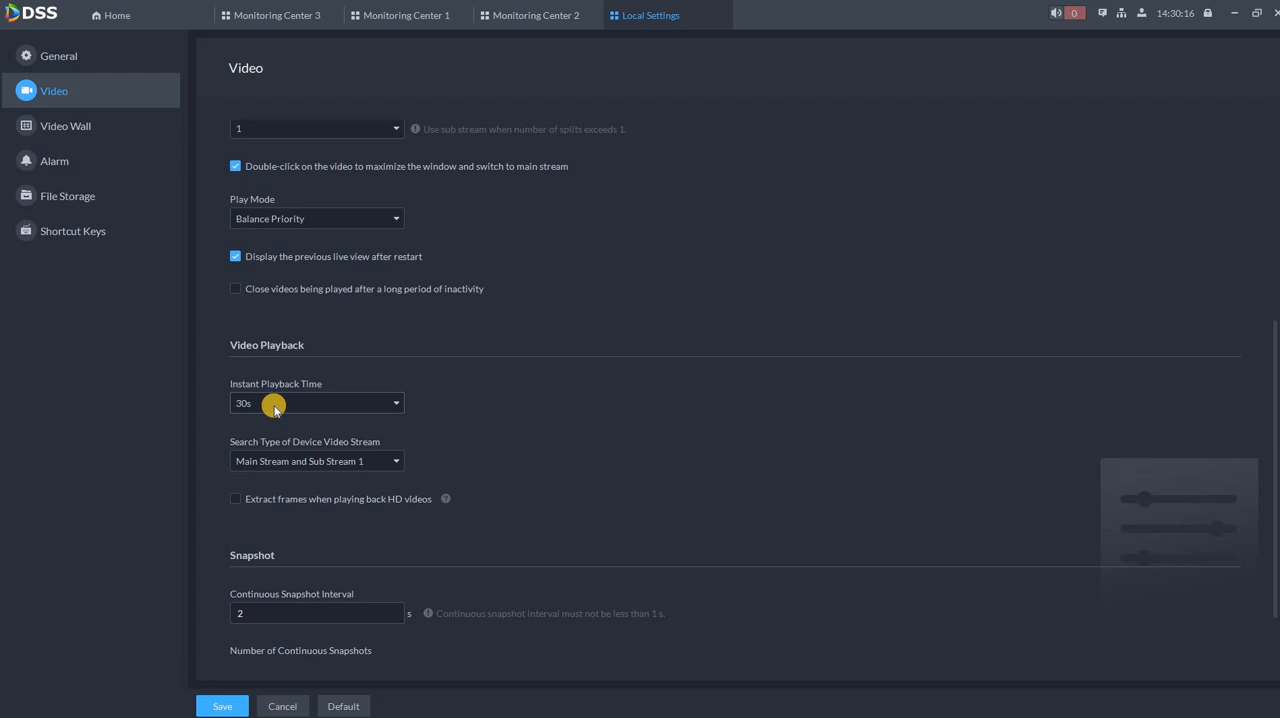 DSS
Home
Monitoring Center 3
Monitoring Center 1
Monitoring Center 2
Local Settings
0
14:30:16
General
Video
Video Wall
Alarm
File Storage
Shortcut Keys
Video
1
Use sub stream when number of splits exceeds 1.
Double-click on the video to maximize the window and switch to main stream
Play Mode
Balance Priority
Display the previous live view after restart
Close videos being played after a long period of inactivity
Video Playback
Instant Playback Time
30s
Search Type of Device Video Stream
Main Stream and Sub Stream 1
Extract frames when playing back HD videos
Snapshot
Continuous Snapshot Interval
2 s
Continuous snapshot interval must not be less than 1 s.
Number of Continuous Snapshots
Save
Cancel
Default